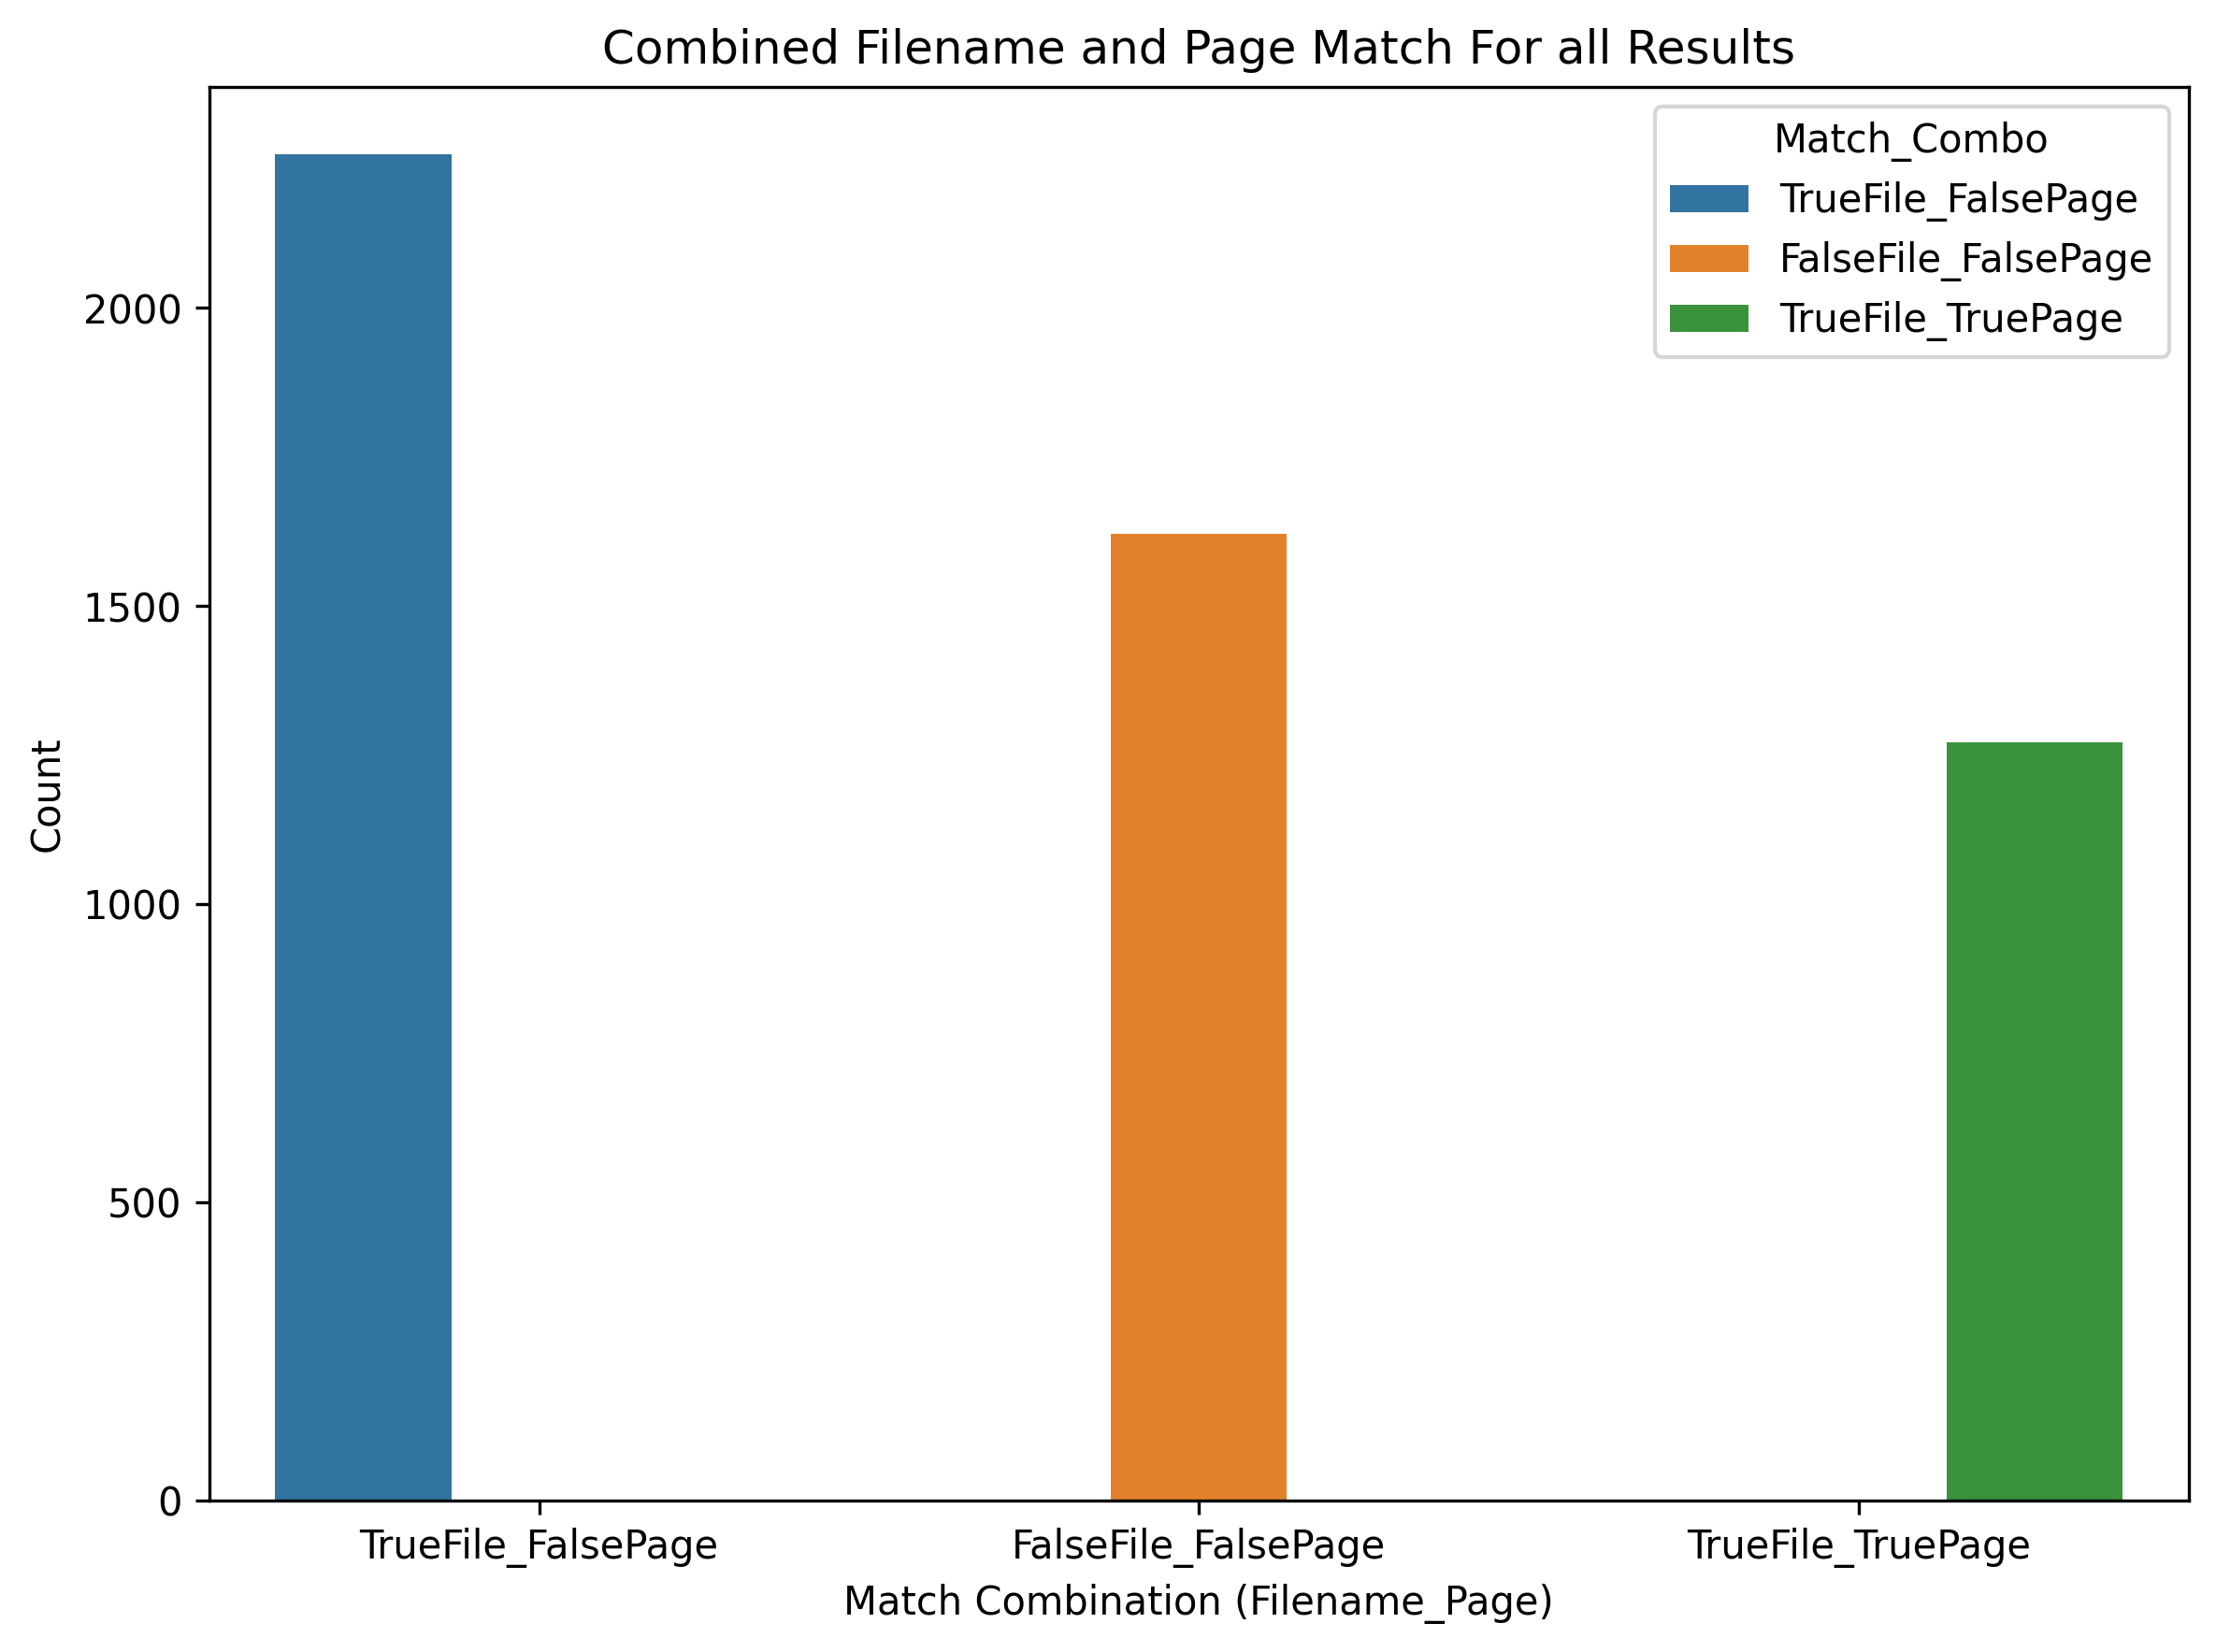 Combined Filename and Page Match For all Results
Match_Combo
TrueFile_FalsePage
FalseFile_FalsePage
TrueFile_TruePage
2000
1500
1000
500
0
Count
TrueFile_FalsePage
FalseFile_FalsePage
TrueFile_TruePage
Match Combination (Filename_Page)